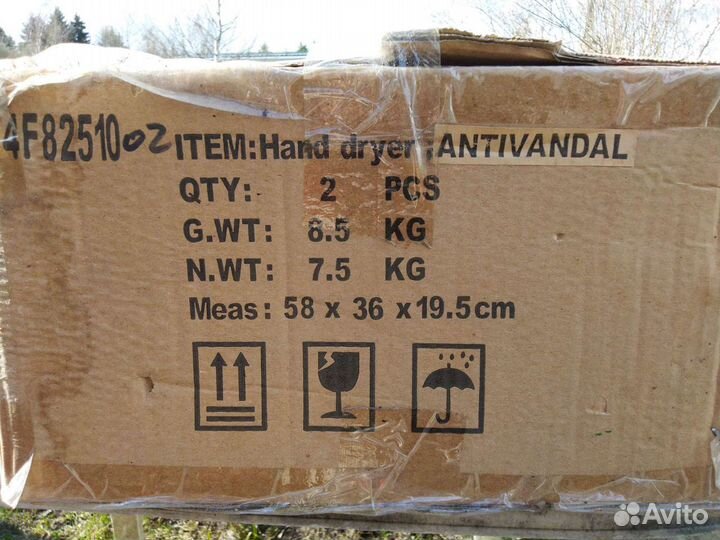 4F8251002 ITEM:Hand dryer ANTIVANDAL
QTY: 2 PCS
G.WT: 8.5 KG
N.WT: 7.5 KG
Meas: 58 x 36 x19.5cm
Avito